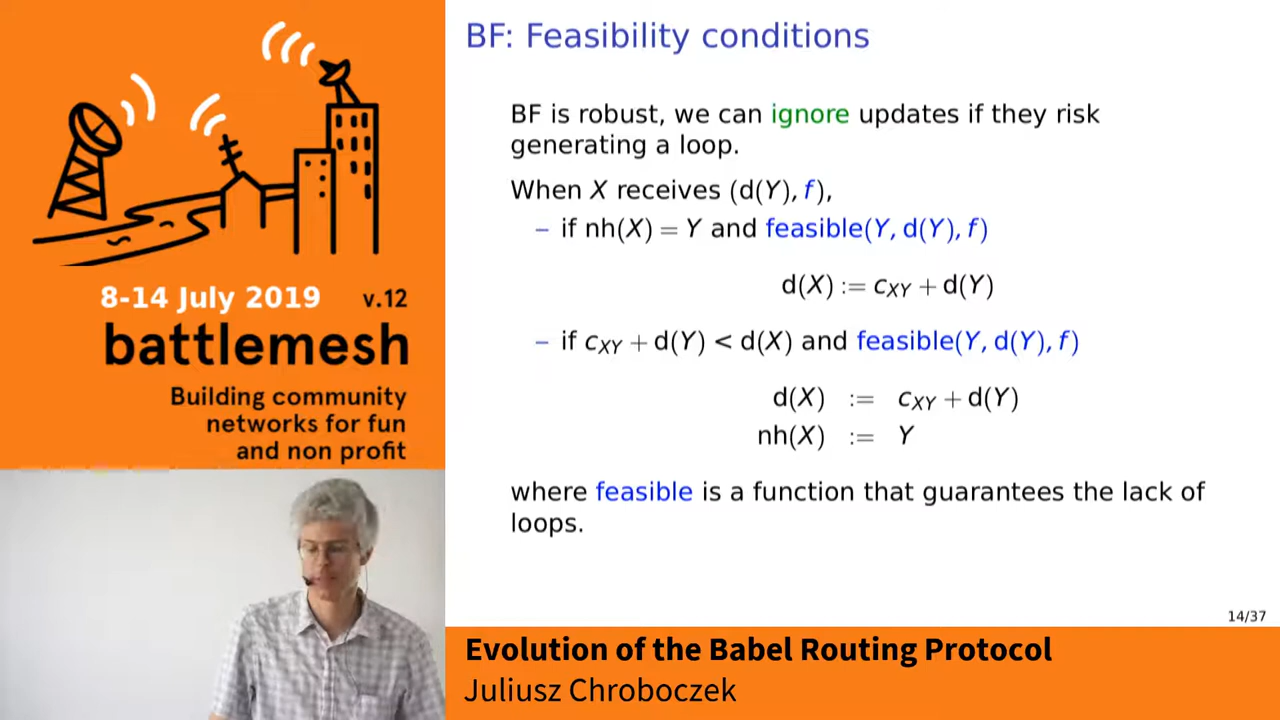 8-14 July 2019 v.12
battlemesh
Building community
networks for fun
and non profit
BF: Feasibility conditions
BF is robust, we can ignore updates if they risk
generating a loop.
When X receives (d(Y), f),
– if nh(X) = Y and feasible(Y, d(Y), f)
d(X) := cXY + d(Y)
– if cXY + d(Y) < d(X) and feasible(Y, d(Y), f)
d(X) := cXY + d(Y)
nh(X) := Y
where feasible is a function that guarantees the lack of
loops.
14/37
Evolution of the Babel Routing Protocol
Juliusz Chroboczek